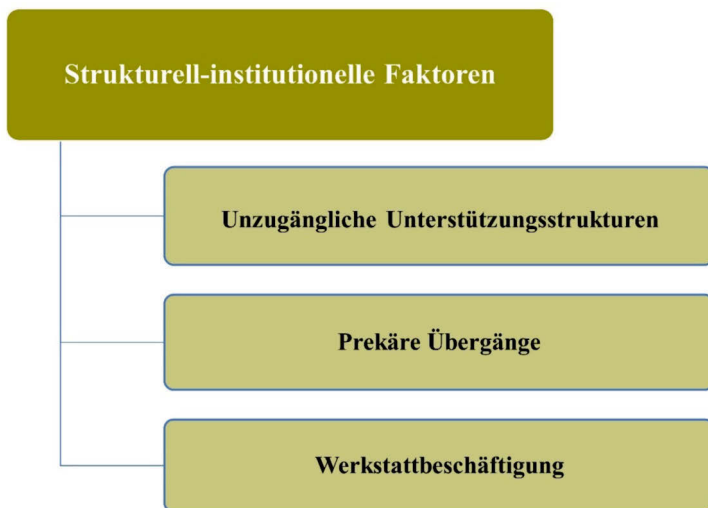 Strukturell-institutionelle Faktoren
Unzugängliche Unterstützungsstrukturen
Prekäre Übergänge
Werkstattbeschäftigung